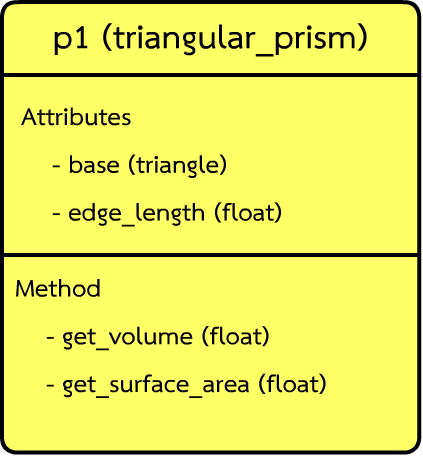 p1 (triangular_prism)
Attributes
- base (triangle)
- edge_length (float)
Method
- get_volume (float)
- get_surface_area (float)